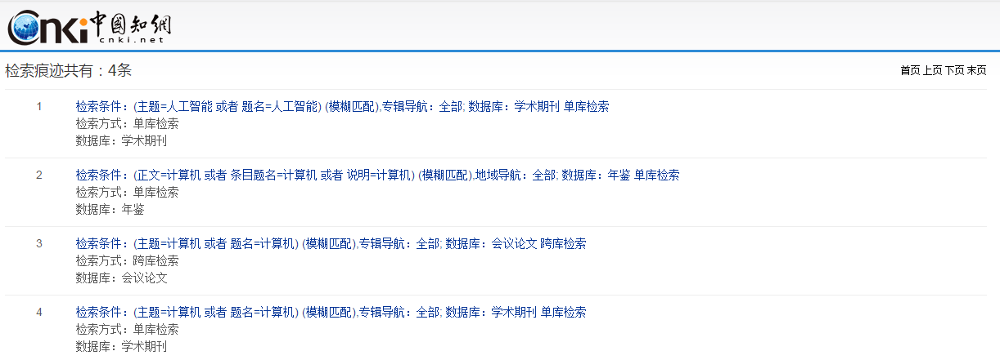 Cnki中國知網
cnki.net
检索痕迹共有：4条
首页 上页 下页 末页
1
检索条件：(主题=人工智能 或者 题名=人工智能) (模糊匹配),专辑导航：全部; 数据库：学术期刊 单库检索
检索方式：单库检索
数据库：学术期刊
2
检索条件：(正文=计算机 或者 条目题名=计算机 或者 说明=计算机) (模糊匹配),地域导航：全部; 数据库：年鉴 单库检索
检索方式：单库检索
数据库：年鉴
3
检索条件：(主题=计算机 或者 题名=计算机) (模糊匹配),专辑导航：全部; 数据库：会议论文 跨库检索
检索方式：跨库检索
数据库：会议论文
4
检索条件：(主题=计算机 或者 题名=计算机) (模糊匹配),专辑导航：全部; 数据库：学术期刊 单库检索
检索方式：单库检索
数据库：学术期刊